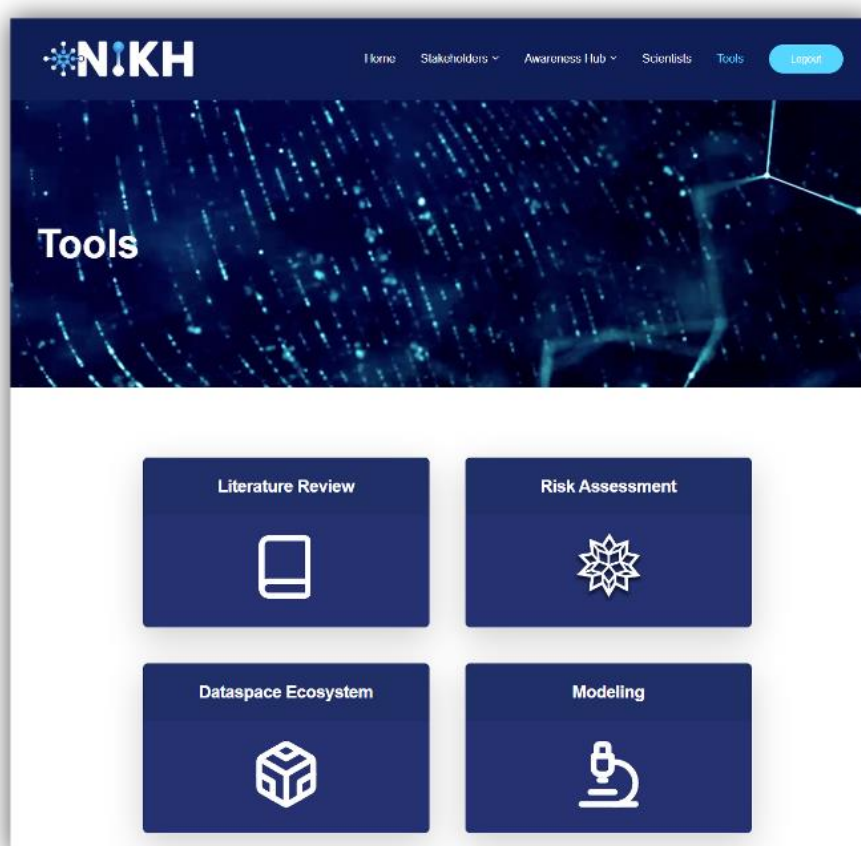 NIKH
Home Stakeholders Awareness Hub Scientists Tools Logout
Tools
Literature Review Risk Assessment
Dataspace Ecosystem Modeling